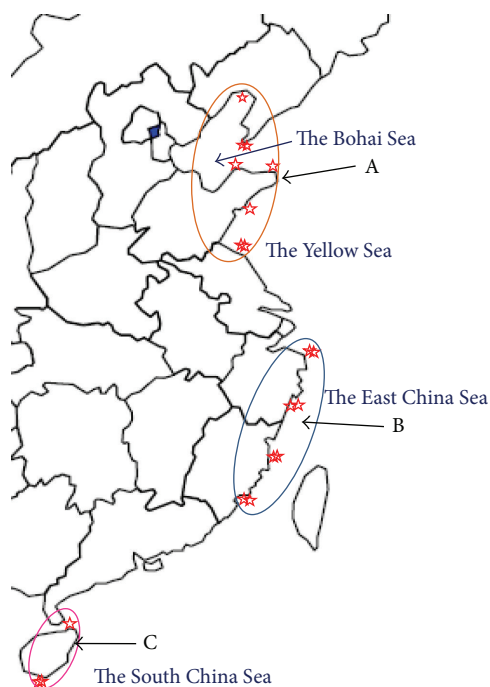 The Bohai Sea
A
The Yellow Sea
The East China Sea
B
C
The South China Sea